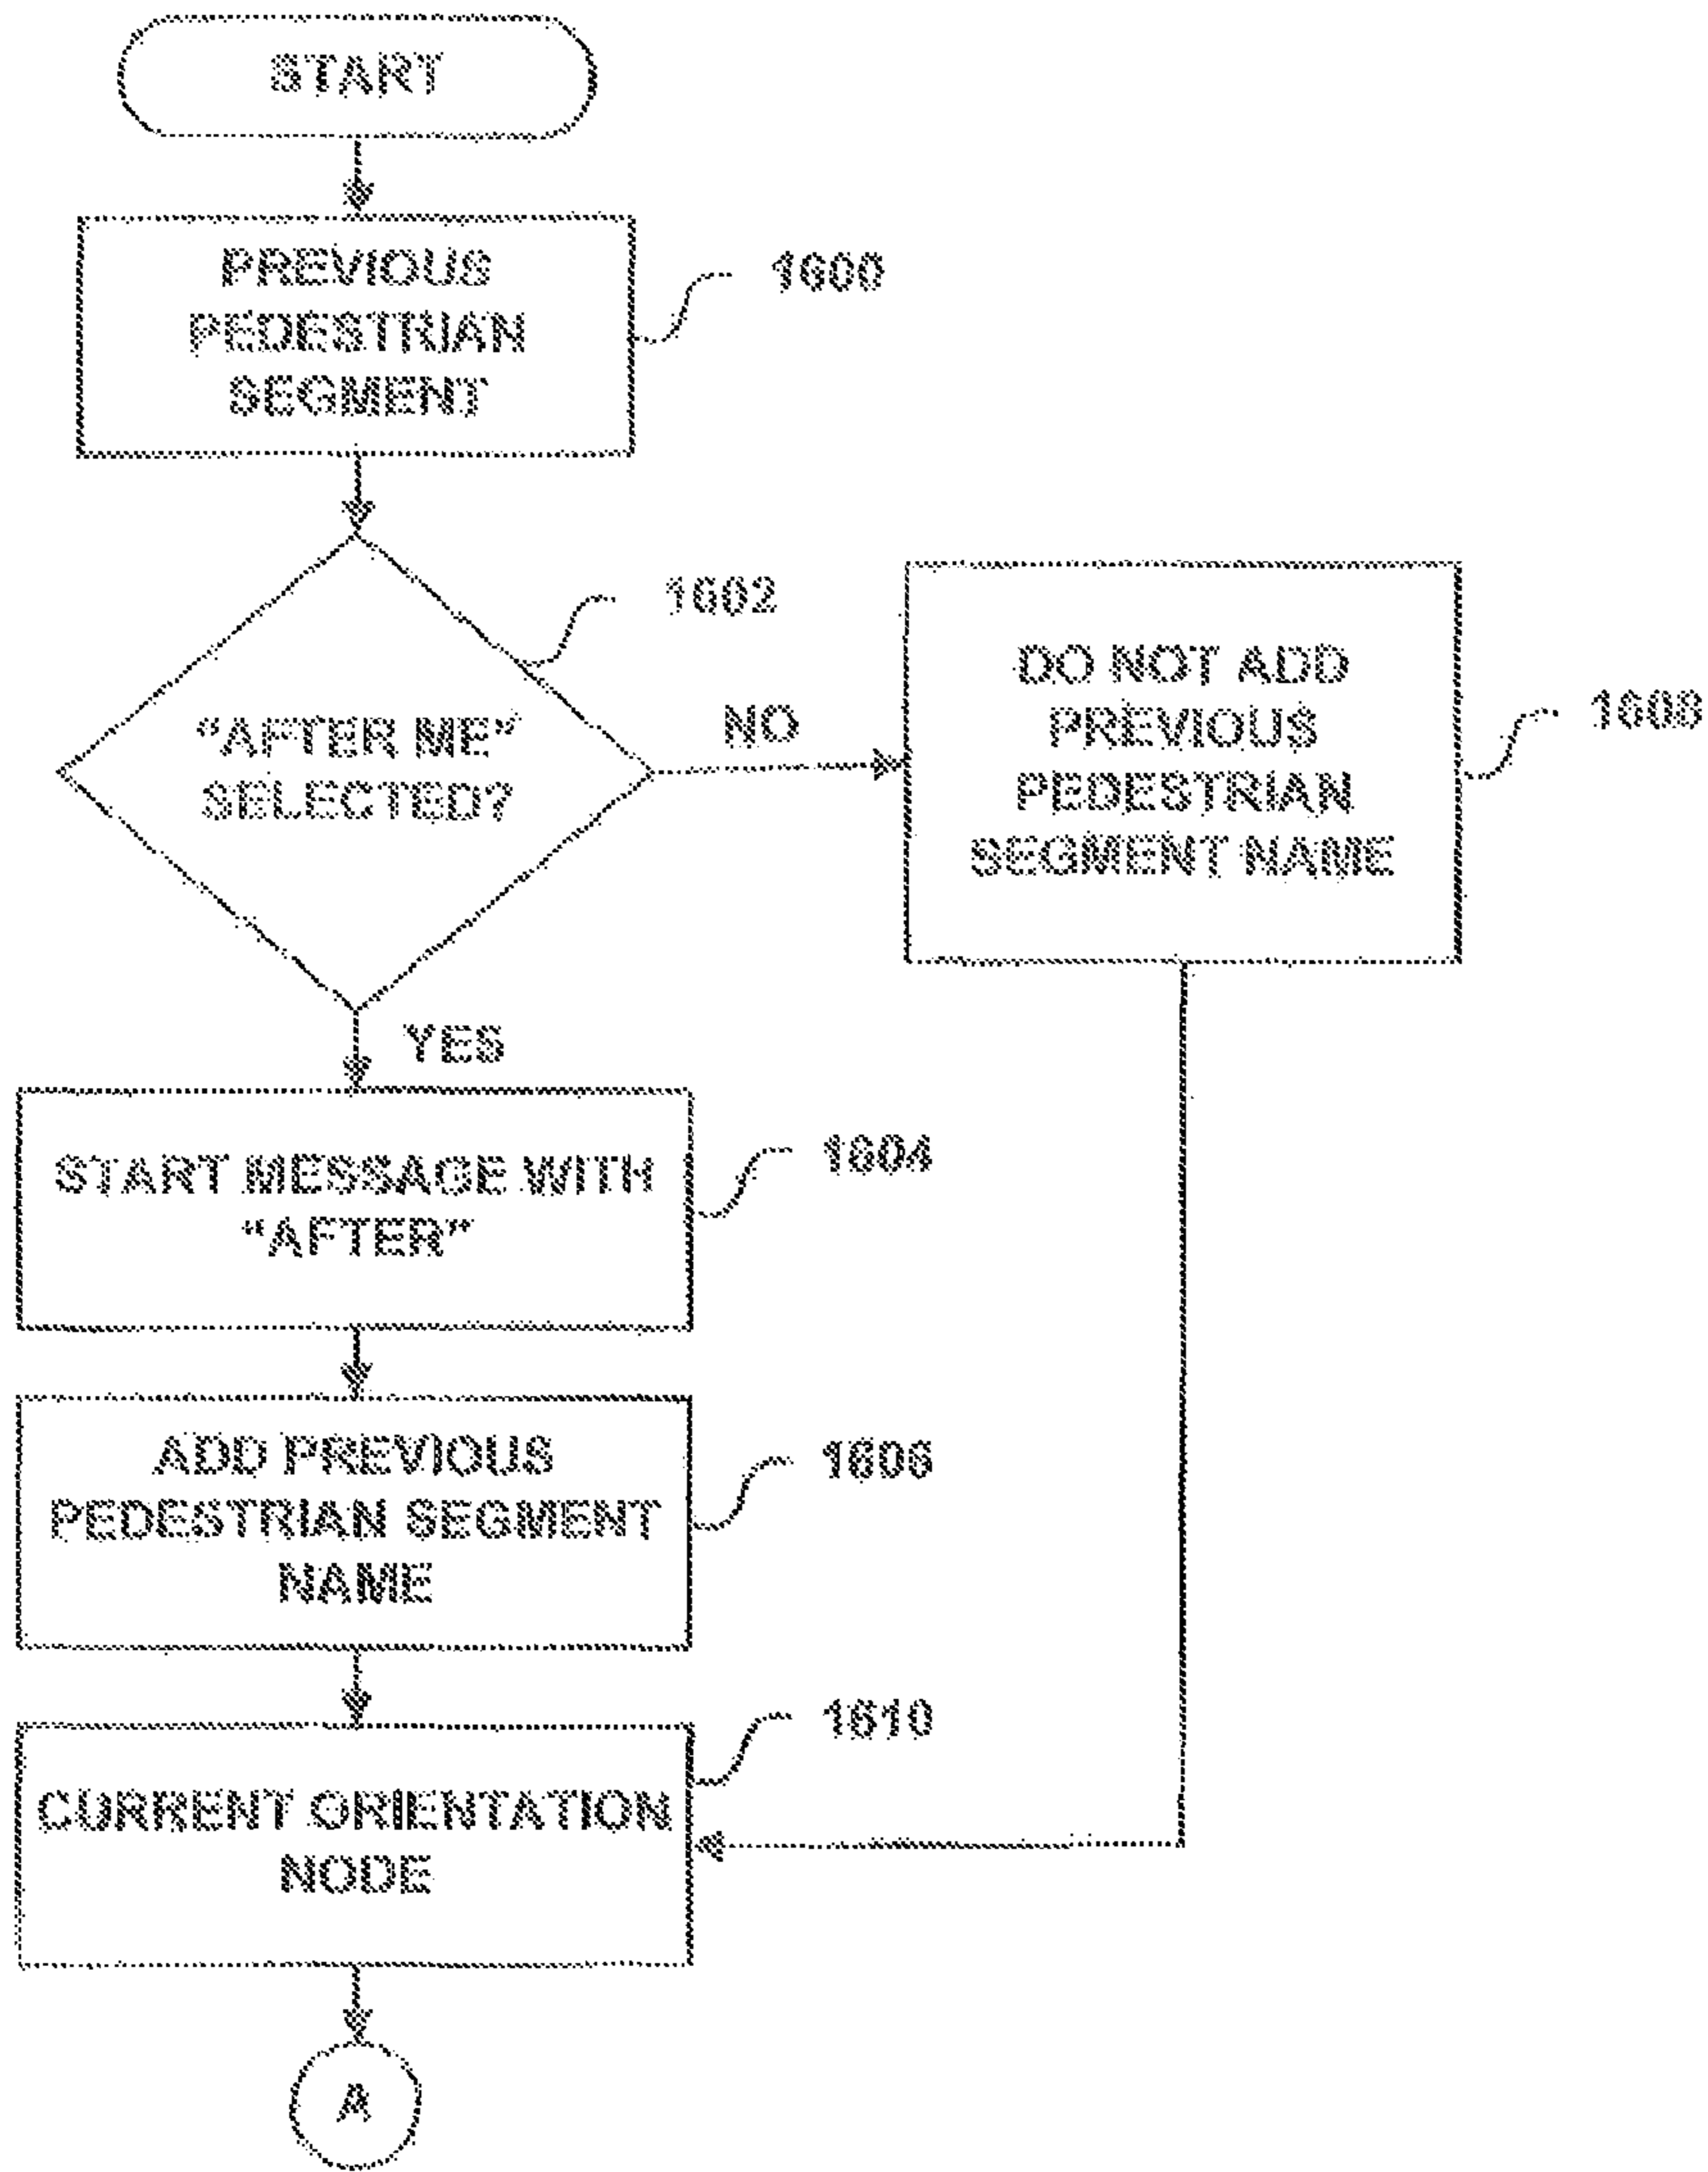 START
PREVIOUS
PEDESTRIAN
SEGMENT
1600
1602
"AFTER ME"
SELECTED?
NO
DO NOT ADD
PREVIOUS
PEDESTRIAN
SEGMENT NAME
1608
YES
START MESSAGE WITH
"AFTER"
1604
ADD PREVIOUS
PEDESTRIAN SEGMENT
NAME
1606
1610
CURRENT ORIENTATION
NODE
A